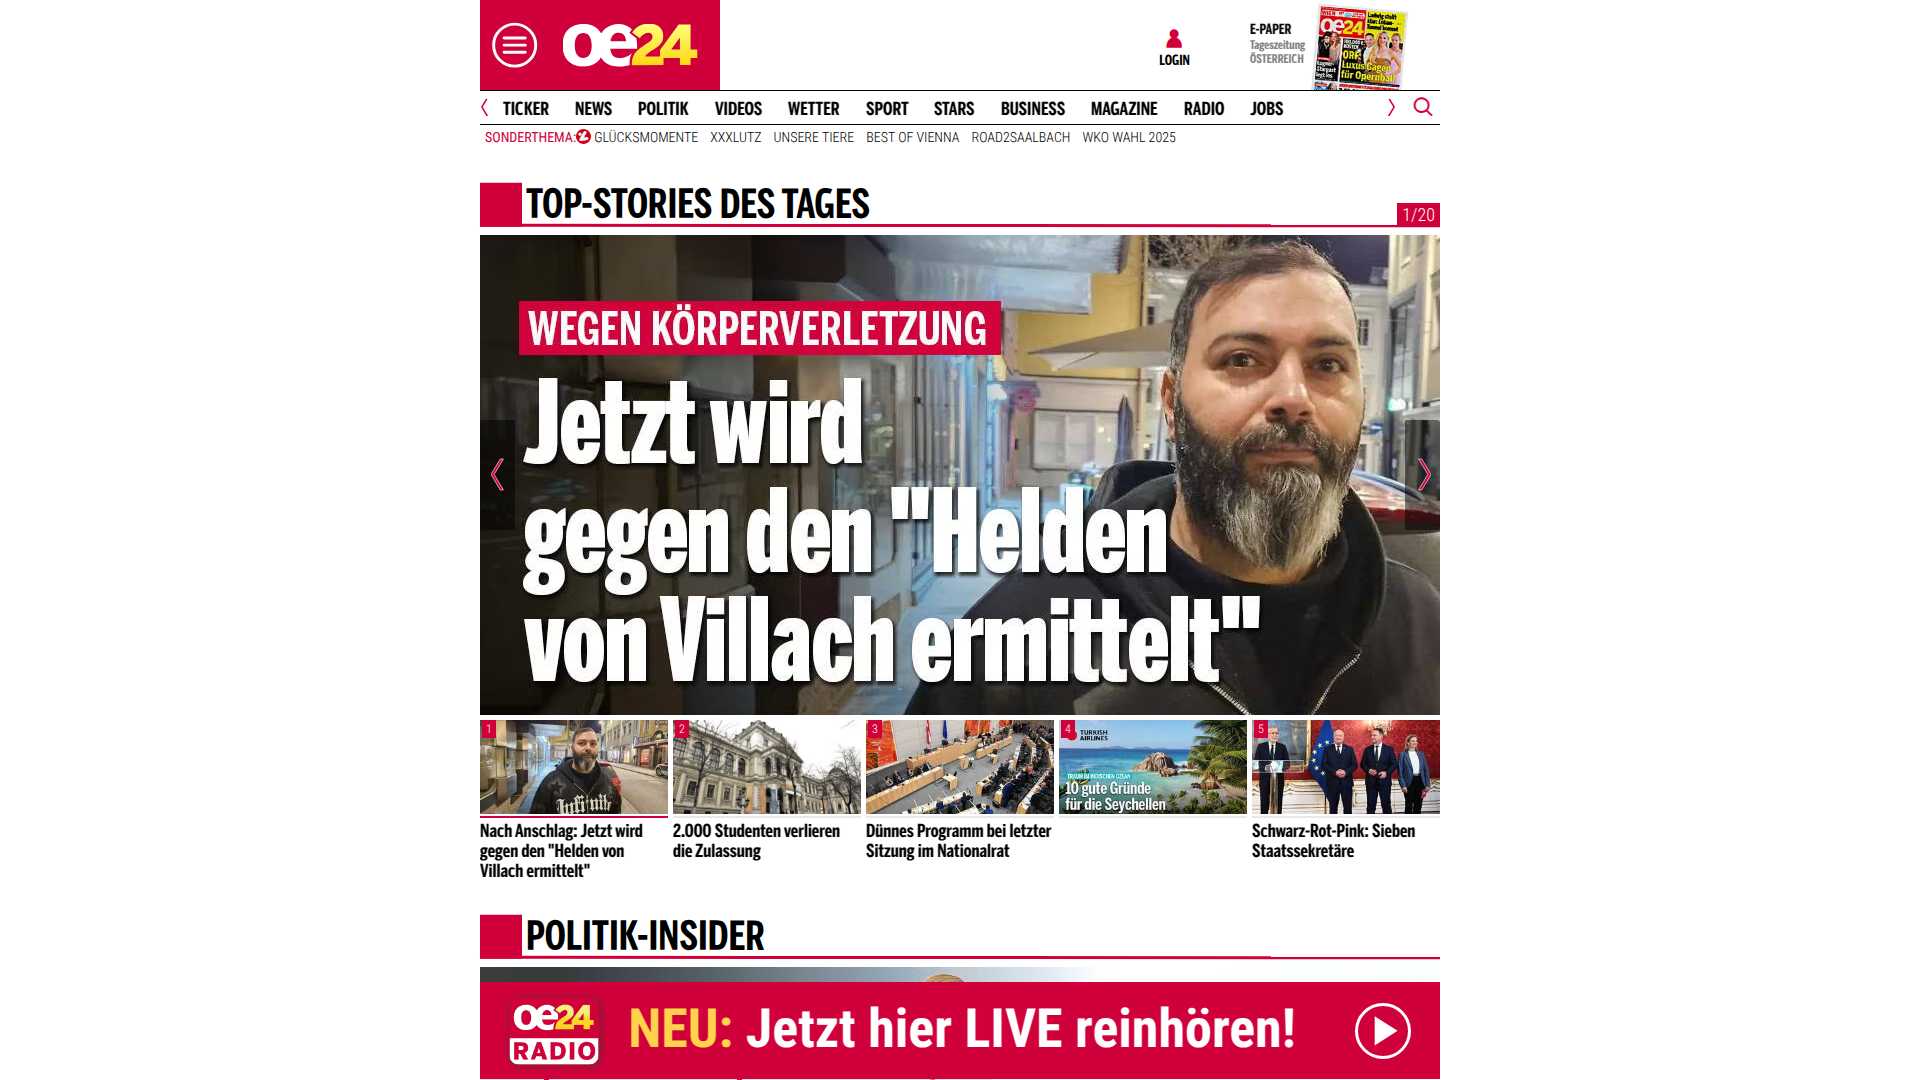 oe24
LOGIN
E-PAPER
Tageszeitung
ÖSTERREICH
oe24
ORF:
Luxus-Gagen
für Opernball
TICKER NEWS POLITIK VIDEOS WETTER SPORT STARS BUSINESS MAGAZINE RADIO JOBS
SONDERTHEMA: GLÜCKSMOMENTE XXXLUTZ UNSERE TIERE BEST OF VIENNA ROAD2SAALBACH WKO WAHL 2025
TOP-STORIES DES TAGES
1/20
WEGEN KÖRPERVERLETZUNG
Jetzt wird
gegen den "Helden
von Villach ermittelt"
1
2
3
4
5
TURKISH
AIRLINES
TRAUM IM INDISCHEN OZEAN
10 gute Gründe
für die Seychellen
Nach Anschlag: Jetzt wird
gegen den "Helden von
Villach ermittelt"
2.000 Studenten verlieren
die Zulassung
Dünnes Programm bei letzter
Sitzung im Nationalrat
Schwarz-Rot-Pink: Sieben
Staatssekretäre
POLITIK-INSIDER
oe24
RADIO
NEU: Jetzt hier LIVE reinhören!